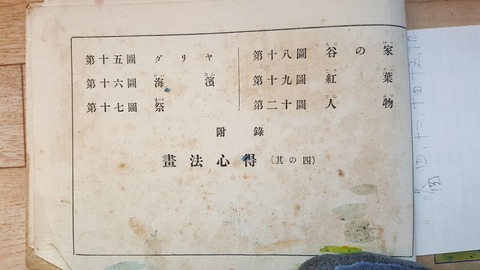 第十五圖 ダリヤ
第十六圖 海濱
第十七圖 祭
第十八圖 谷の家
第十九圖 紅葉
第二十圖 人物
附錄
畫法心得（其の四）